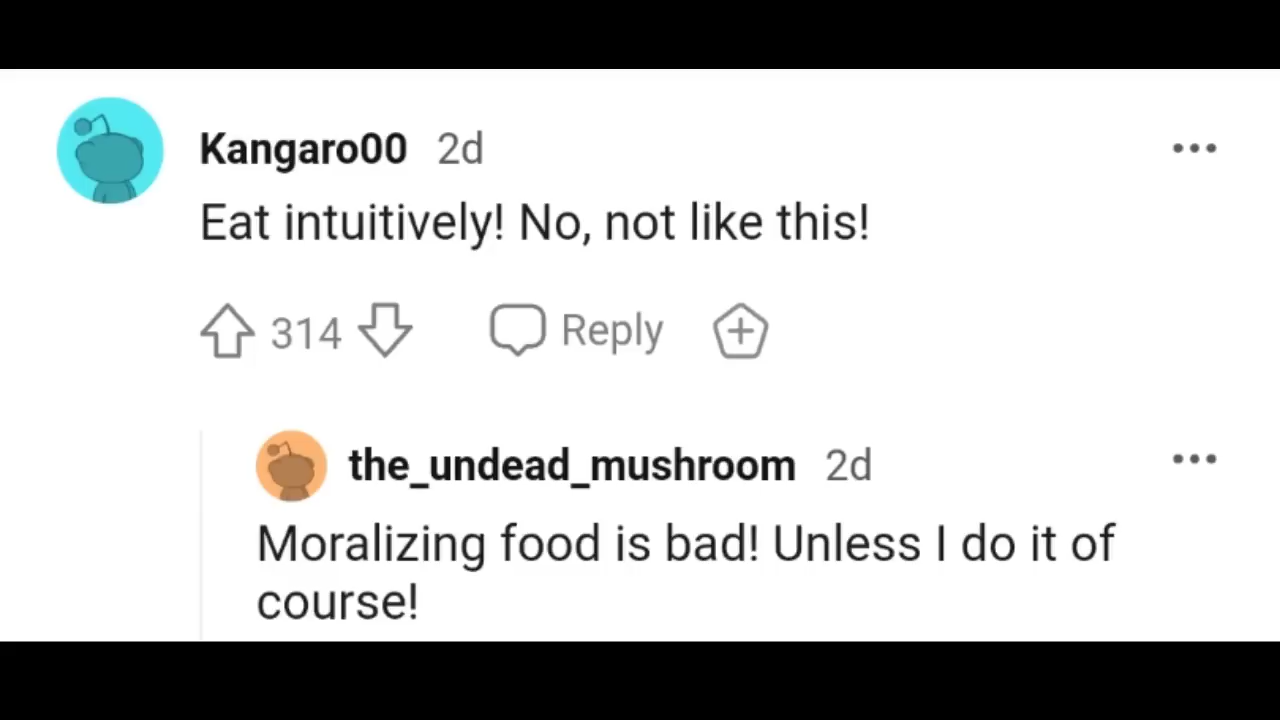 Kangaro00 2d
Eat intuitively! No, not like this!
314 Reply
the_undead_mushroom 2d
Moralizing food is bad! Unless I do it of
course!